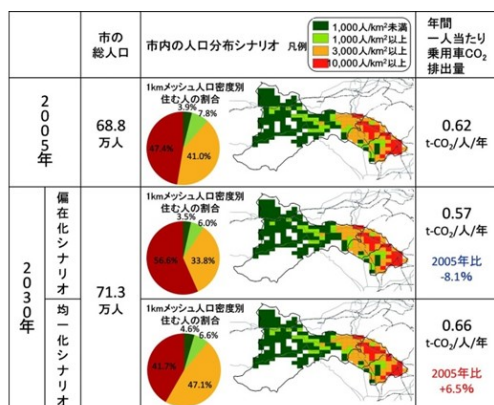 市の
総人口
市内の人口分布シナリオ 凡例
1,000人/km²未満
1,000人/km²以上
3,000人/km²以上
10,000人/km²以上
年間
一人当たり
乗用車CO₂
排出量
2005年
68.8
万人
1kmメッシュ人口密度別
住む人の割合
3.9%
7.8%
47.4%
41.0%
0.62
t-CO₂/人/年
2030年
偏在化シナリオ
71.3
万人
1kmメッシュ人口密度別
住む人の割合
3.5%
6.0%
56.6%
33.8%
0.57
t-CO₂/人/年
2005年比
-8.1%
均一化シナリオ
1kmメッシュ人口密度別
住む人の割合
4.6%
6.6%
41.7%
47.1%
0.66
t-CO₂/人/年
2005年比
+6.5%